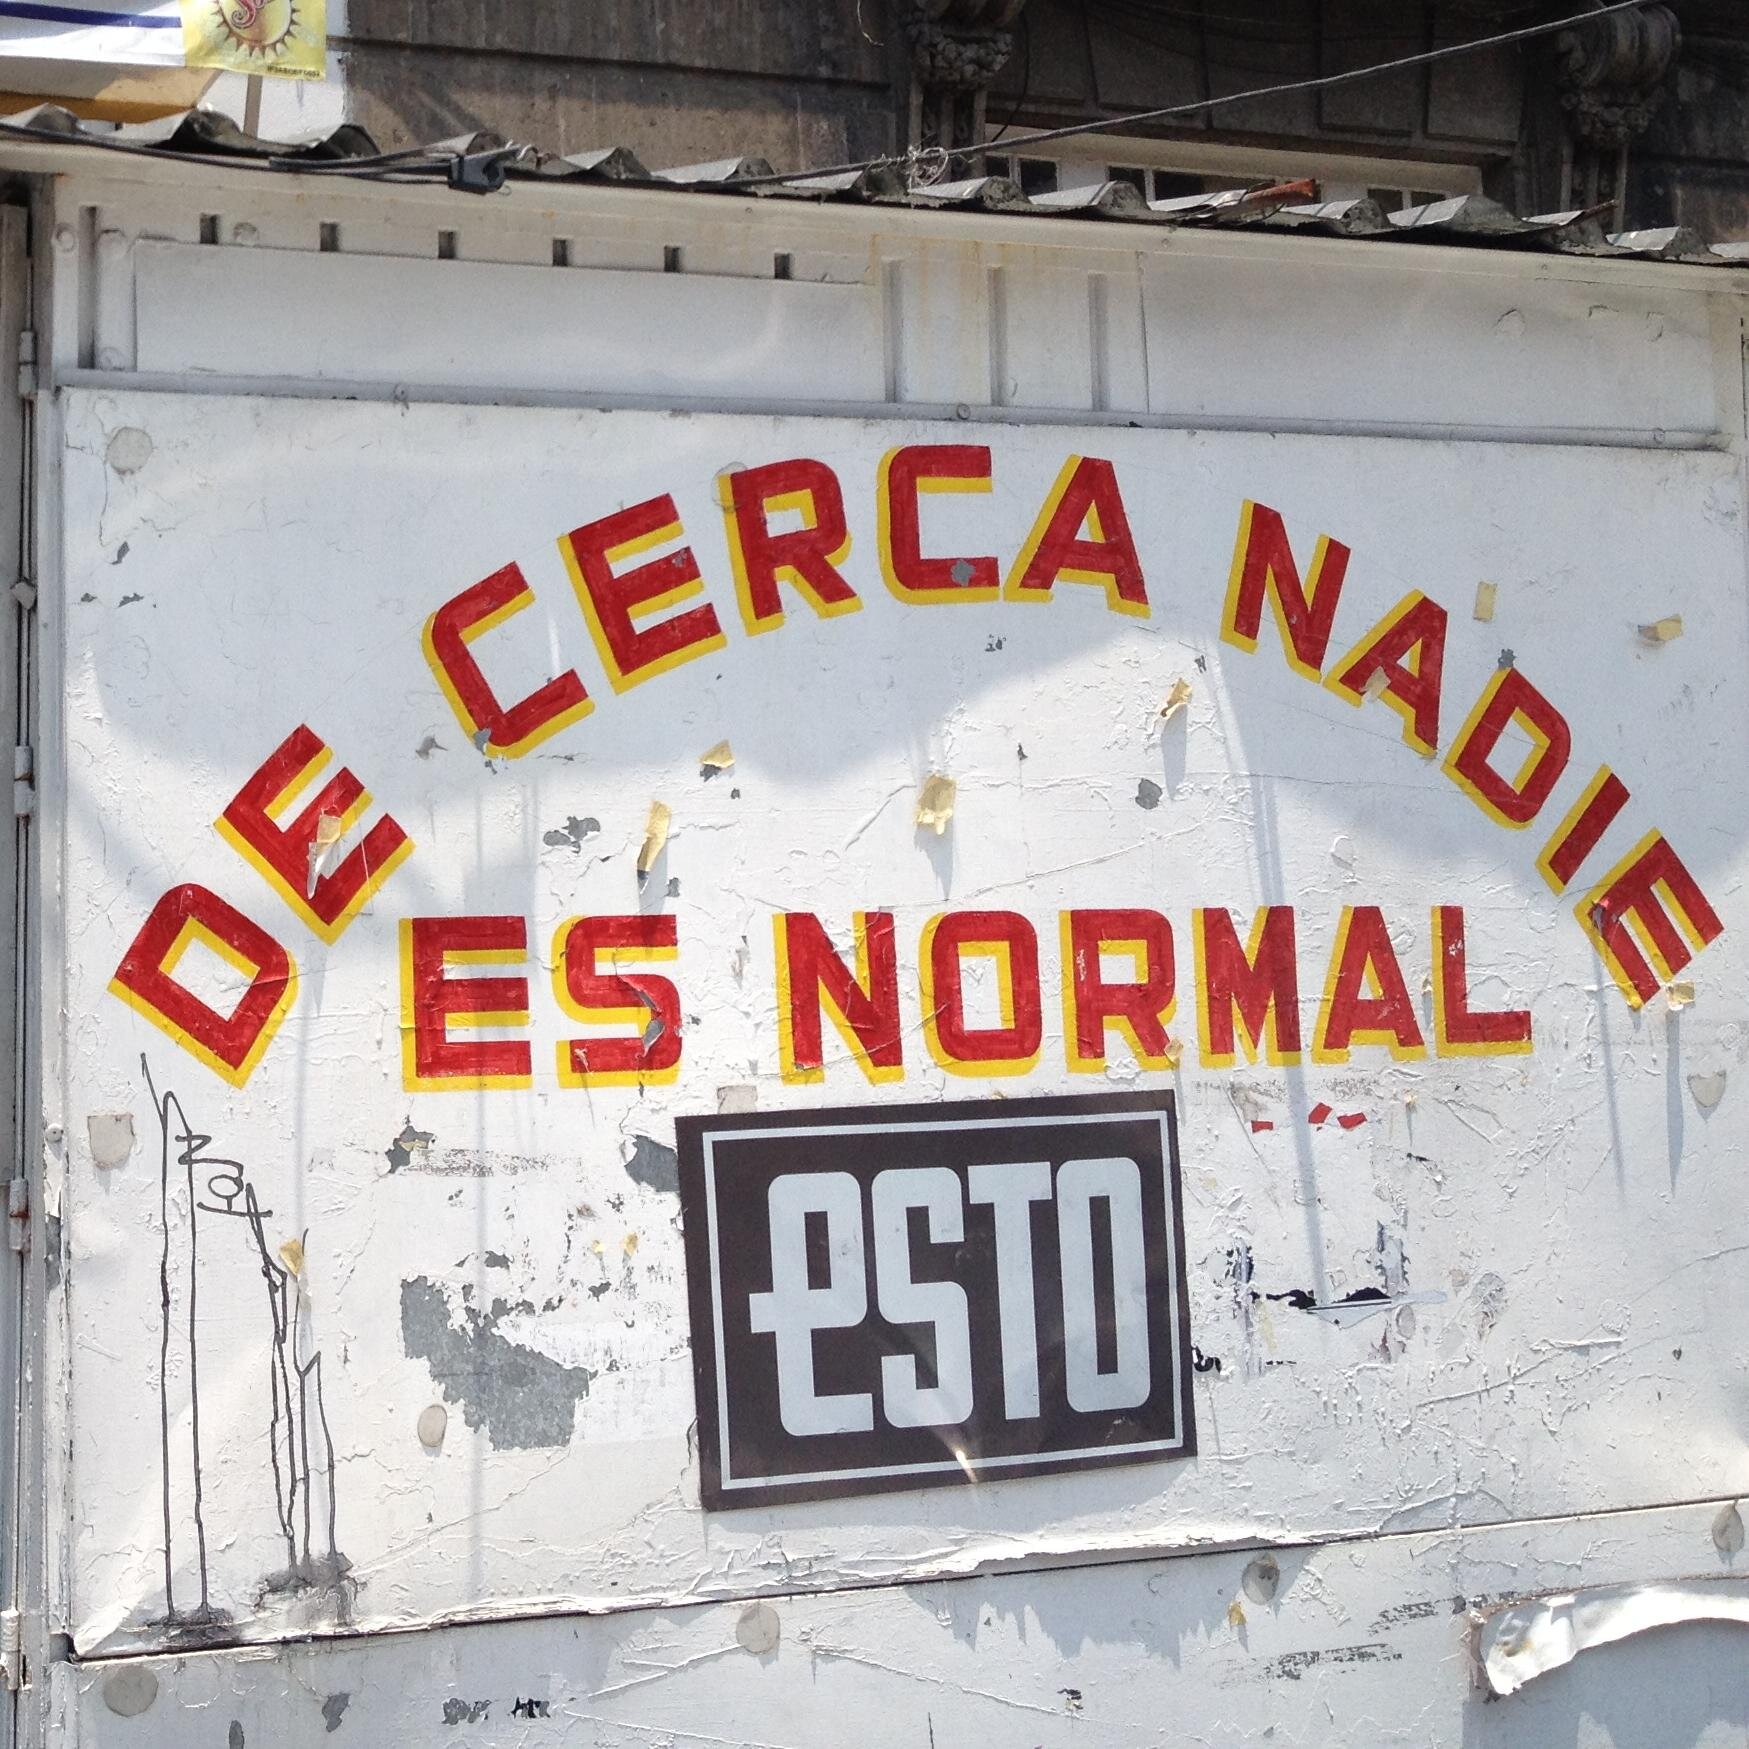 DE CERCA NADIE
ES NORMAL
esto